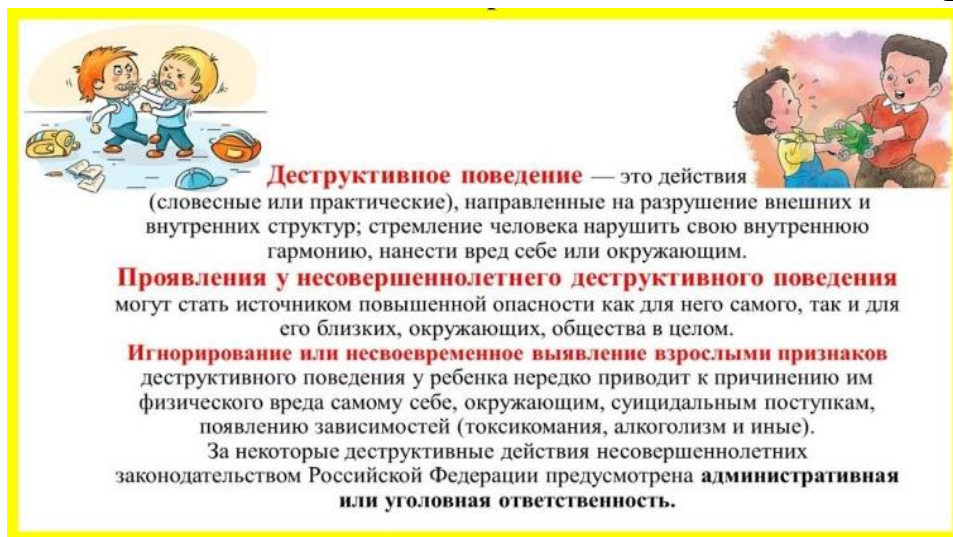 Деструктивное поведение — это действия
(словесные или практические), направленные на разрушение внешних и
внутренних структур; стремление человека нарушить свою внутреннюю
гармонию, нанести вред себе или окружающим.
Проявления у несовершеннолетнего деструктивного поведения
могут стать источником повышенной опасности как для него самого, так и для
его близких, окружающих, общества в целом.
Игнорирование или несвоевременное выявление взрослыми признаков
деструктивного поведения у ребенка нередко приводит к причинению им
физического вреда самому себе, окружающим, суицидальным поступкам,
появлению зависимостей (токсикомания, алкоголизм и иные).
За некоторые деструктивные действия несовершеннолетних
законодательством Российской Федерации предусмотрена административная
или уголовная ответственность.